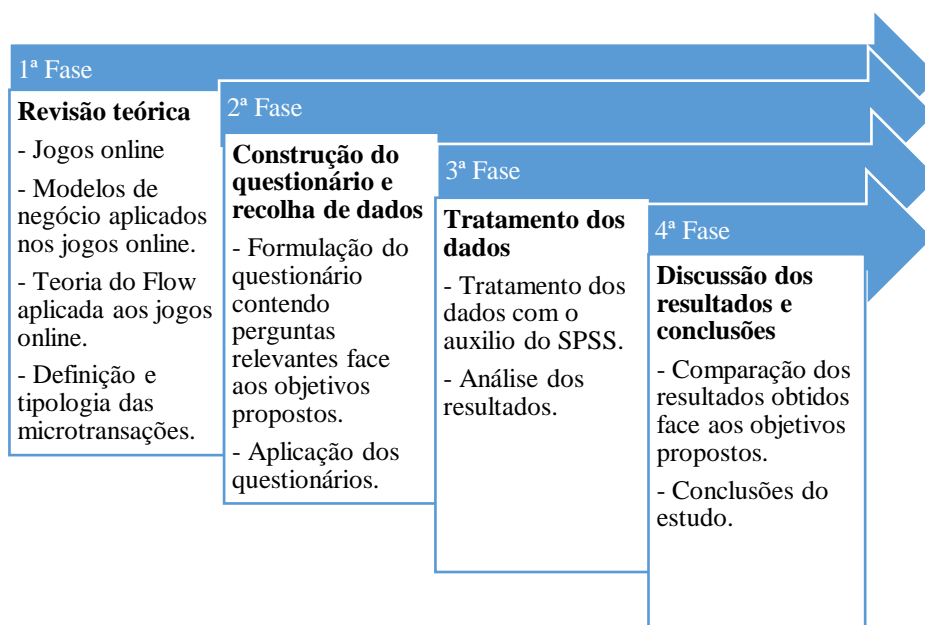 1ª Fase
Revisão teórica
- Jogos online
- Modelos de
negócio aplicados
nos jogos online.
- Teoria do Flow
aplicada aos jogos
online.
- Definição e
tipologia das
microtransações.
2ª Fase
Construção do
questionário e
recolha de dados
- Formulação do
questionário
contendo
perguntas
relevantes face
aos objetivos
propostos.
- Aplicação dos
questionários.
3ª Fase
Tratamento dos
dados
- Tratamento dos
dados com o
auxilio do SPSS.
- Análise dos
resultados.
4ª Fase
Discussão dos
resultados e
conclusões
- Comparação dos
resultados obtidos
face aos objetivos
propostos.
- Conclusões do
estudo.